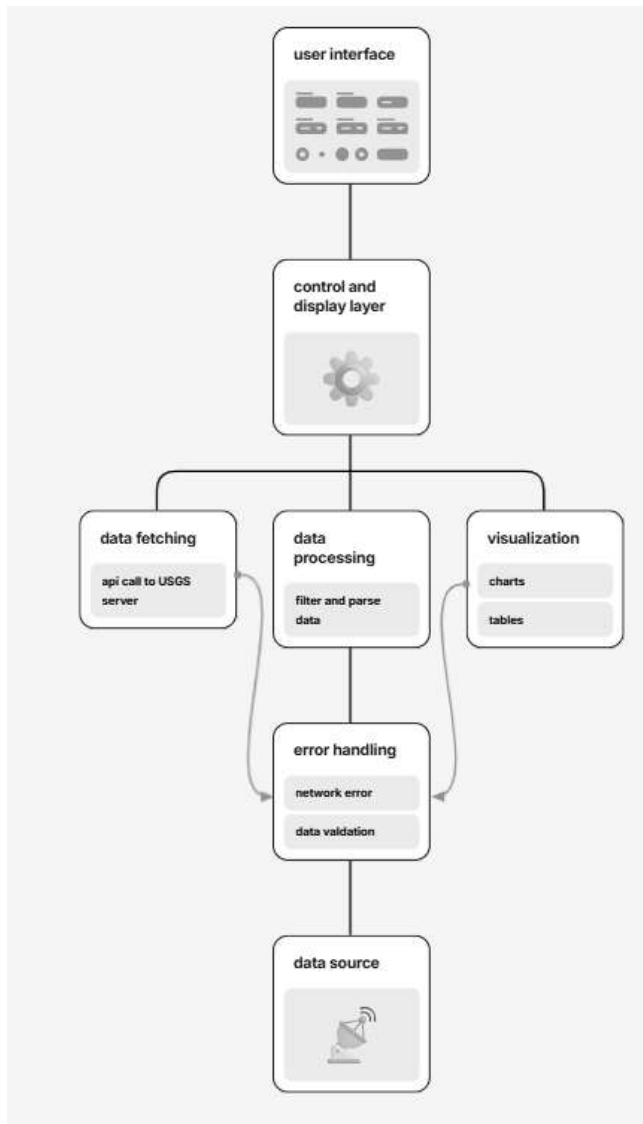 user interface
control and
display layer
data fetching
api call to USGS
server
data
processing
filter and parse
data
visualization
charts
tables
error handling
network error
data valdation
data source